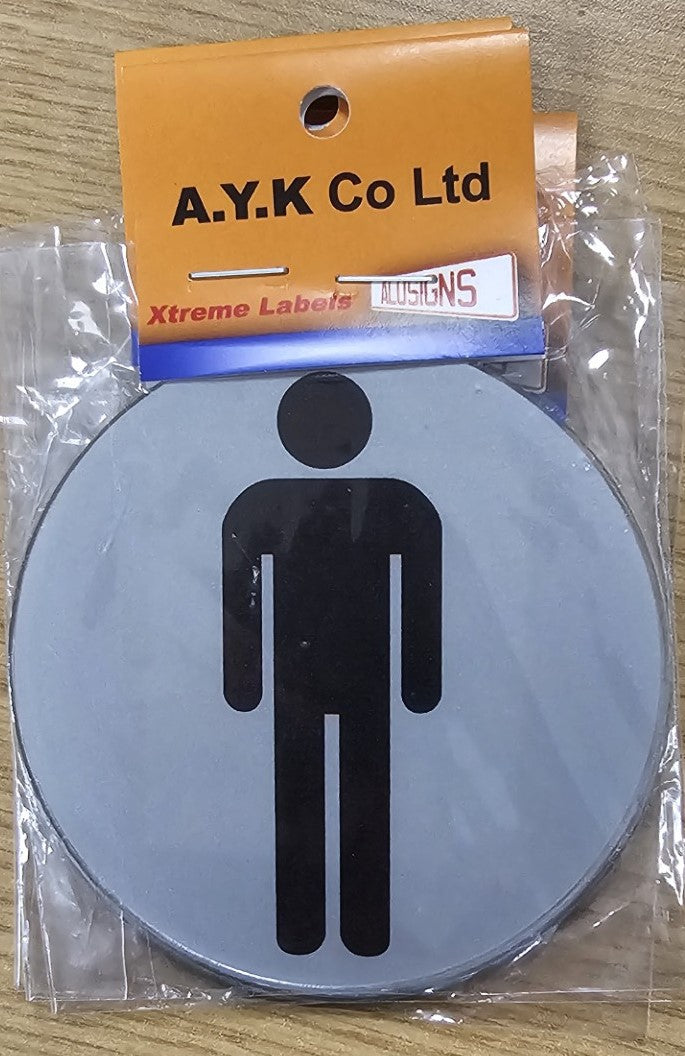 A.Y.K Co Ltd
Xtreme Labels
ALUSIGNS